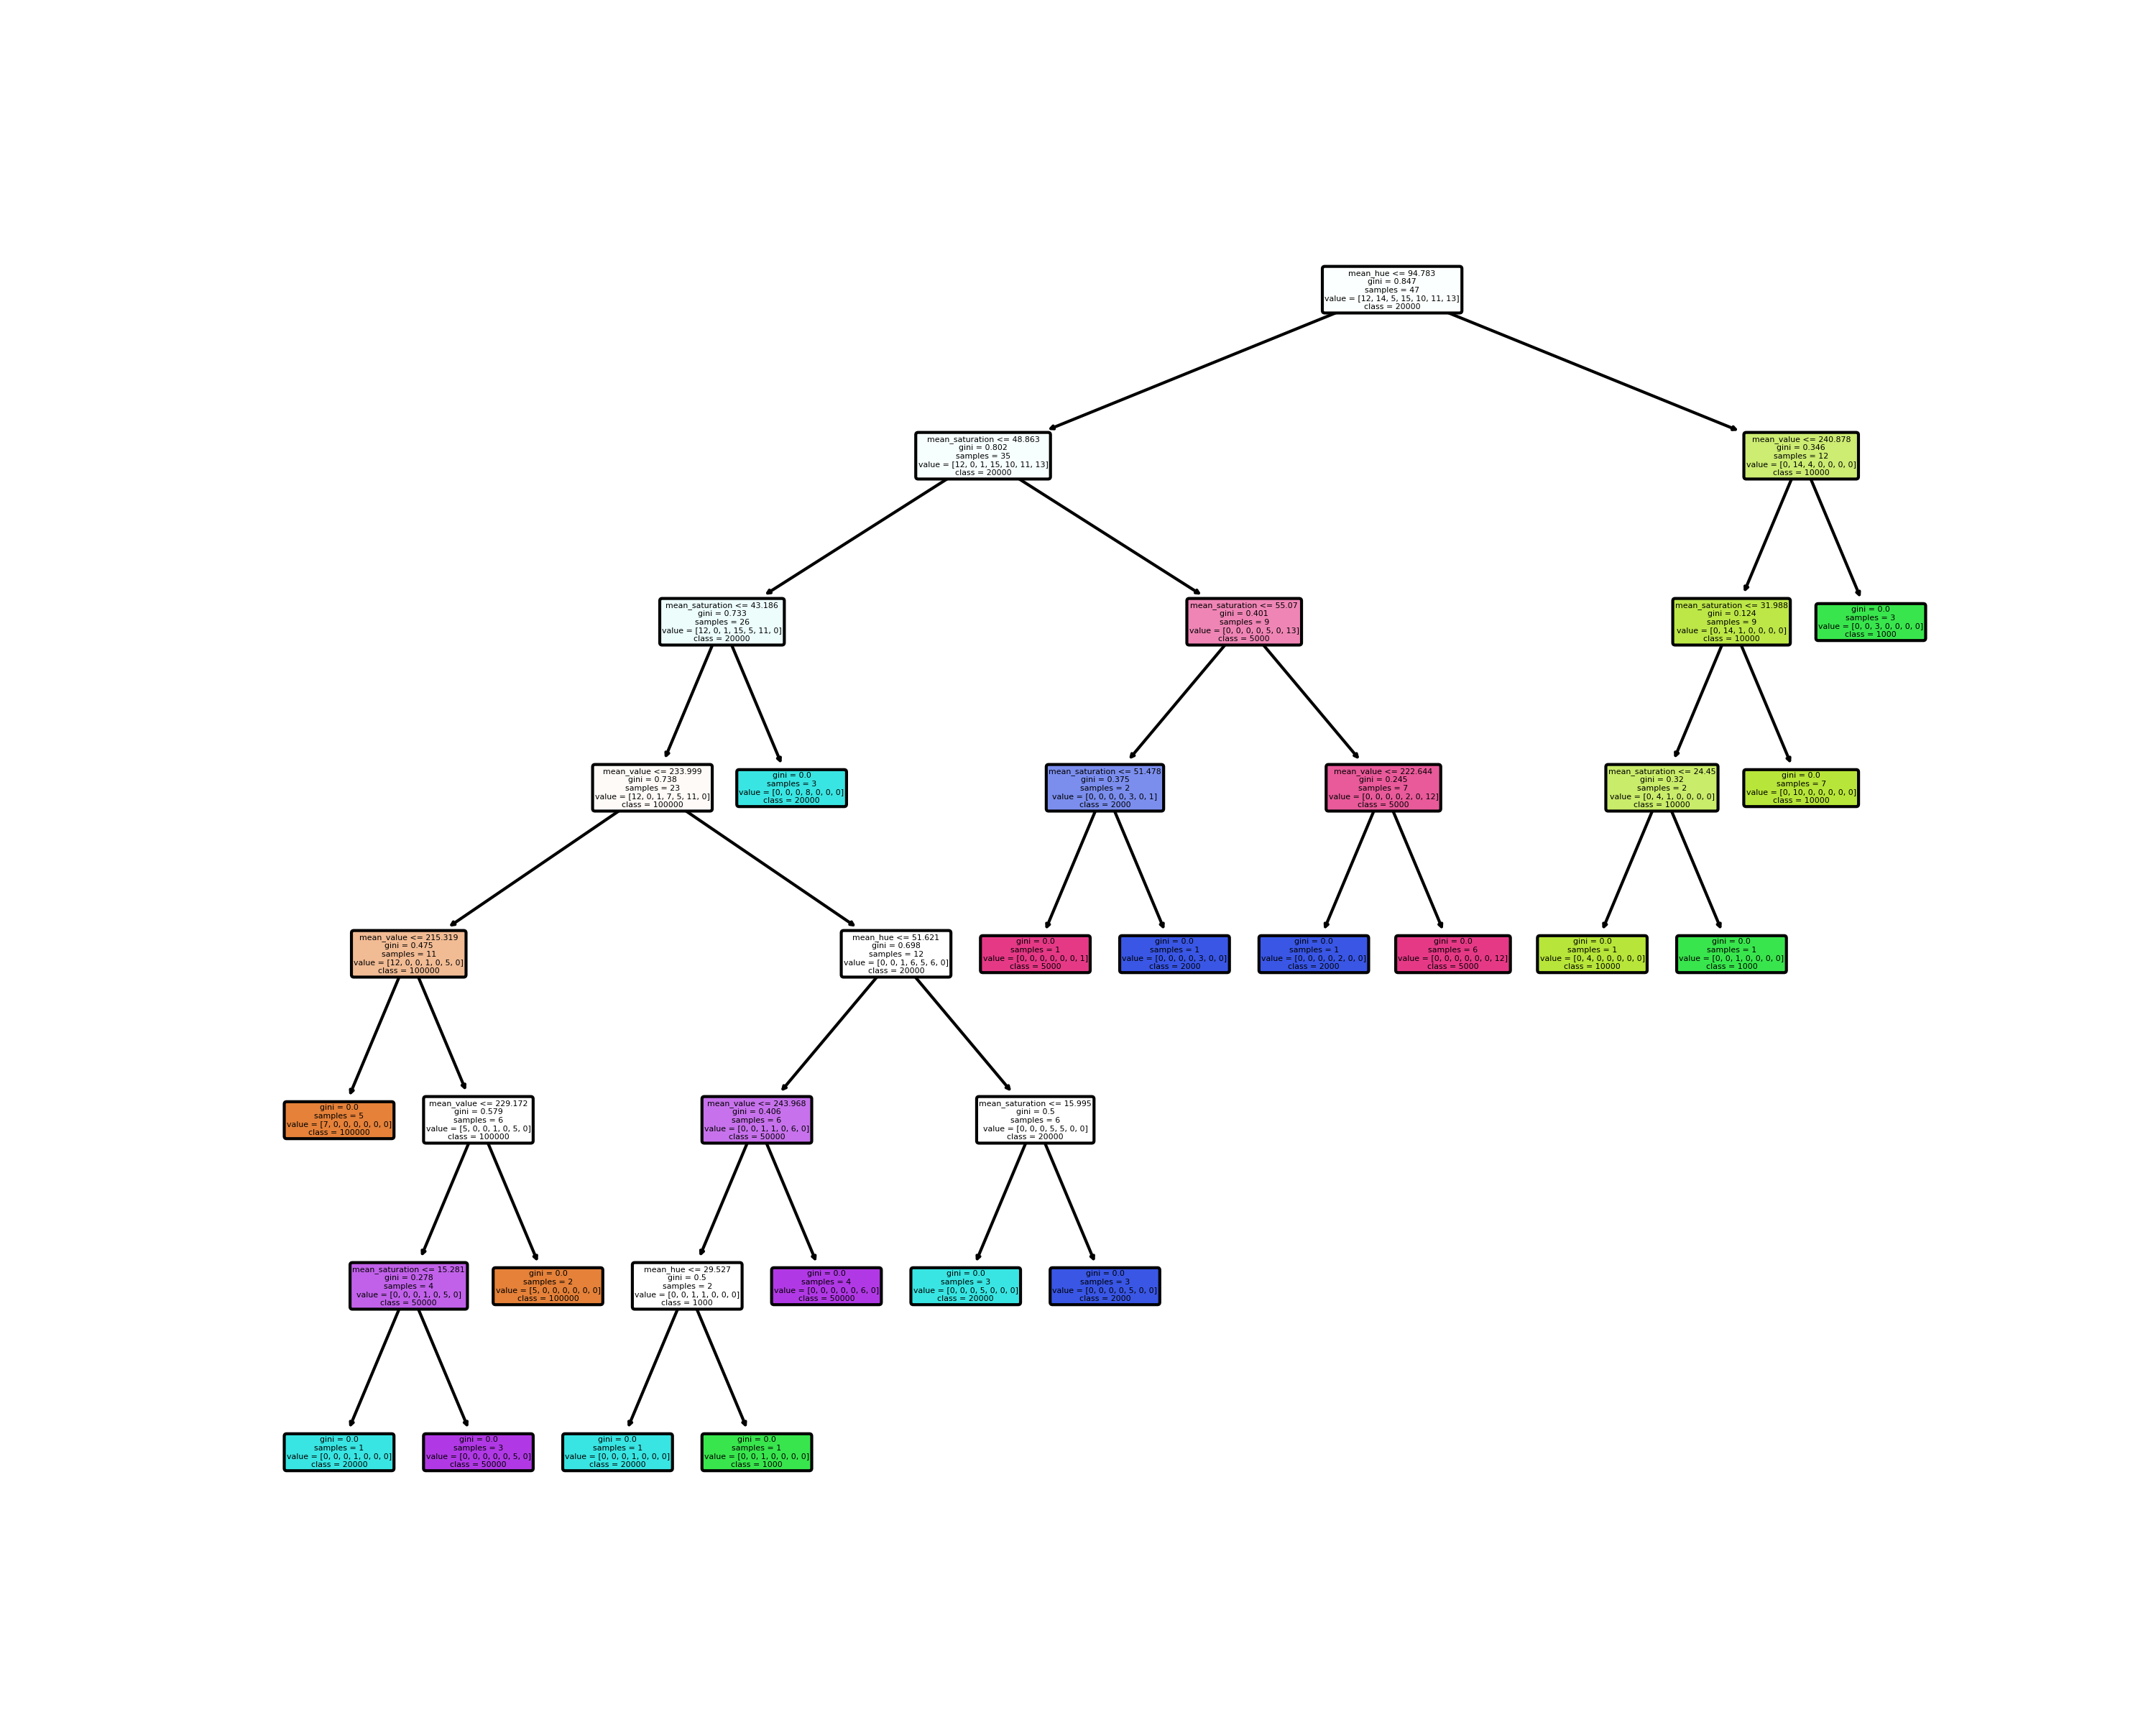 mean_hue <= 94.783
gini = 0.847
samples = 47
value = [12, 14, 5, 15, 10, 11, 13]
class = 20000
mean_saturation <= 48.863
gini = 0.802
samples = 35
value = [12, 0, 1, 15, 10, 11, 13]
class = 20000
mean_value <= 240.878
gini = 0.346
samples = 12
value = [0, 14, 4, 0, 0, 0, 0]
class = 10000
mean_saturation <= 43.186
gini = 0.733
samples = 26
value = [12, 0, 1, 15, 5, 11, 0]
class = 20000
mean_saturation <= 55.07
gini = 0.401
samples = 9
value = [0, 0, 0, 0, 5, 0, 13]
class = 5000
mean_saturation <= 31.988
gini = 0.124
samples = 9
value = [0, 14, 1, 0, 0, 0, 0]
class = 10000
gini = 0.0
samples = 3
value = [0, 0, 3, 0, 0, 0, 0]
class = 1000
mean_value <= 233.999
gini = 0.738
samples = 23
value = [12, 0, 1, 7, 5, 11, 0]
class = 100000
gini = 0.0
samples = 3
value = [0, 0, 0, 8, 0, 0, 0]
class = 20000
mean_saturation <= 51.478
gini = 0.375
samples = 2
value = [0, 0, 0, 0, 3, 0, 1]
class = 2000
mean_value <= 222.644
gini = 0.245
samples = 7
value = [0, 0, 0, 0, 2, 0, 12]
class = 5000
mean_saturation <= 24.45
gini = 0.32
samples = 2
value = [0, 4, 1, 0, 0, 0, 0]
class = 10000
gini = 0.0
samples = 7
value = [0, 10, 0, 0, 0, 0, 0]
class = 10000
mean_value <= 215.319
gini = 0.475
samples = 11
value = [12, 0, 0, 1, 0, 5, 0]
class = 100000
mean_hue <= 51.621
gini = 0.698
samples = 12
value = [0, 0, 1, 6, 5, 6, 0]
class = 20000
gini = 0.0
samples = 1
value = [0, 0, 0, 0, 0, 0, 1]
class = 5000
gini = 0.0
samples = 1
value = [0, 0, 0, 0, 3, 0, 0]
class = 2000
gini = 0.0
samples = 1
value = [0, 0, 0, 0, 2, 0, 0]
class = 2000
gini = 0.0
samples = 6
value = [0, 0, 0, 0, 0, 0, 12]
class = 5000
gini = 0.0
samples = 1
value = [0, 4, 0, 0, 0, 0, 0]
class = 10000
gini = 0.0
samples = 1
value = [0, 0, 1, 0, 0, 0, 0]
class = 1000
gini = 0.0
samples = 5
value = [7, 0, 0, 0, 0, 0, 0]
class = 100000
mean_value <= 229.172
gini = 0.579
samples = 6
value = [5, 0, 0, 1, 0, 5, 0]
class = 100000
mean_value <= 243.968
gini = 0.406
samples = 6
value = [0, 0, 1, 1, 0, 6, 0]
class = 50000
mean_saturation <= 15.995
gini = 0.5
samples = 6
value = [0, 0, 0, 5, 5, 0, 0]
class = 20000
mean_saturation <= 15.281
gini = 0.278
samples = 4
value = [0, 0, 0, 1, 0, 5, 0]
class = 50000
gini = 0.0
samples = 2
value = [5, 0, 0, 0, 0, 0, 0]
class = 100000
mean_hue <= 29.527
gini = 0.5
samples = 2
value = [0, 0, 1, 1, 0, 0, 0]
class = 1000
gini = 0.0
samples = 4
value = [0, 0, 0, 0, 0, 6, 0]
class = 50000
gini = 0.0
samples = 3
value = [0, 0, 0, 5, 0, 0, 0]
class = 20000
gini = 0.0
samples = 3
value = [0, 0, 0, 0, 5, 0, 0]
class = 2000
gini = 0.0
samples = 1
value = [0, 0, 0, 1, 0, 0, 0]
class = 20000
gini = 0.0
samples = 3
value = [0, 0, 0, 0, 0, 5, 0]
class = 50000
gini = 0.0
samples = 1
value = [0, 0, 0, 1, 0, 0, 0]
class = 20000
gini = 0.0
samples = 1
value = [0, 0, 1, 0, 0, 0, 0]
class = 1000